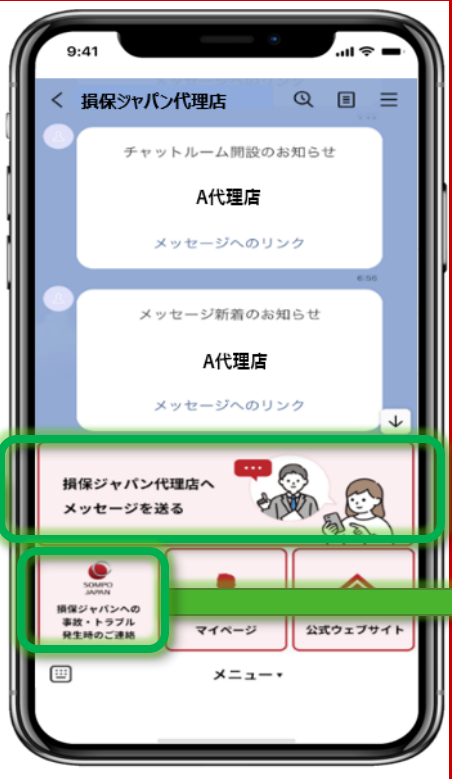 9:41
損保ジャパン代理店
チャットルーム開設のお知らせ
A代理店
メッセージへのリンク
6:56
メッセージ新着のお知らせ
A代理店
メッセージへのリンク
損保ジャパン代理店へ
メッセージを送る
SOMPO
JAPAN
損保ジャパンへの
事故・トラブル
発生時のご連絡
マイページ
公式ウェブサイト
メニュー